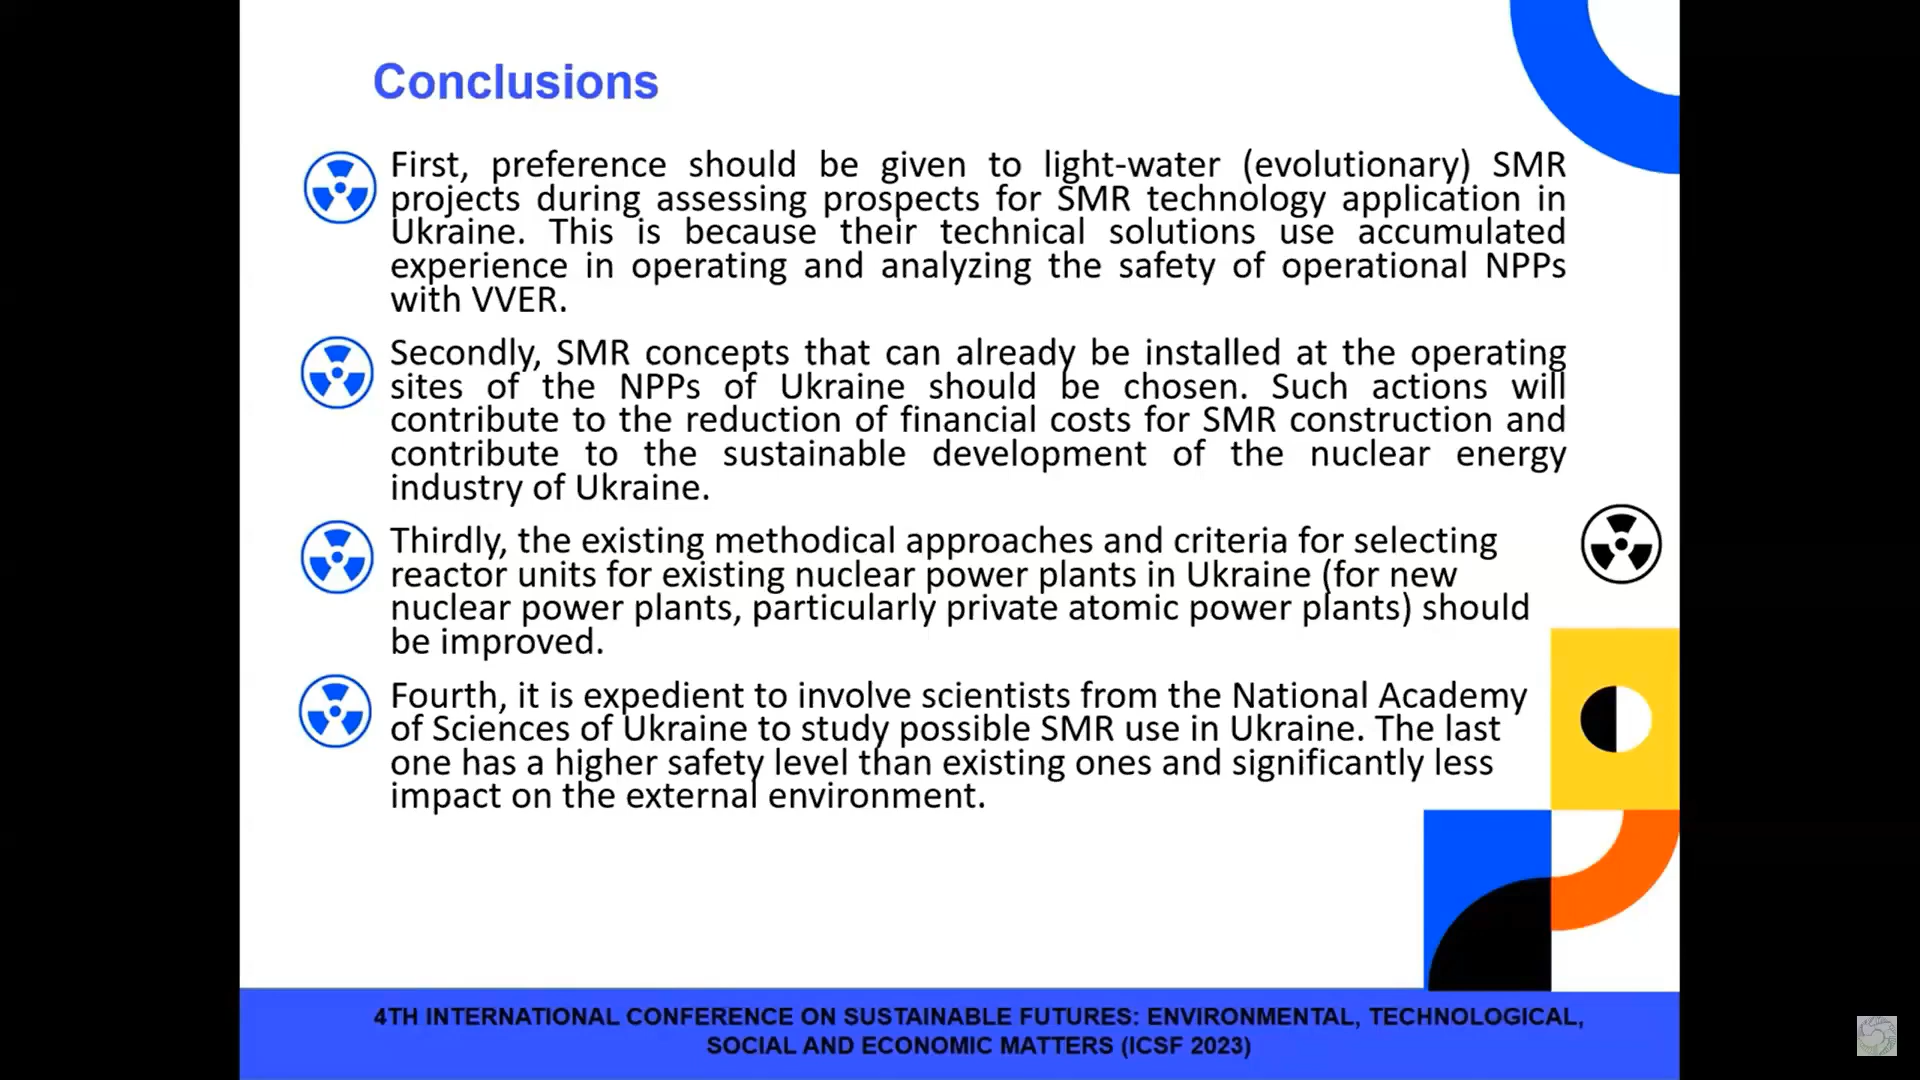 Conclusions
First, preference should be given to light-water (evolutionary) SMR
projects during assessing prospects for SMR technology application in
Ukraine. This is because their technical solutions use accumulated
experience in operating and analyzing the safety of operational NPPs
with VVER.
Secondly, SMR concepts that can already be installed at the operating
sites of the NPPs of Ukraine should be chosen. Such actions will
contribute to the reduction of financial costs for SMR construction and
contribute to the sustainable development of the nuclear energy
industry of Ukraine.
Thirdly, the existing methodical approaches and criteria for selecting
reactor units for existing nuclear power plants in Ukraine (for new
nuclear power plants, particularly private atomic power plants) should
be improved.
Fourth, it is expedient to involve scientists from the National Academy
of Sciences of Ukraine to study possible SMR use in Ukraine. The last
one has a higher safety level than existing ones and significantly less
impact on the external environment.
4TH INTERNATIONAL CONFERENCE ON SUSTAINABLE FUTURES: ENVIRONMENTAL, TECHNOLOGICAL,
SOCIAL AND ECONOMIC MATTERS (ICSF 2023)